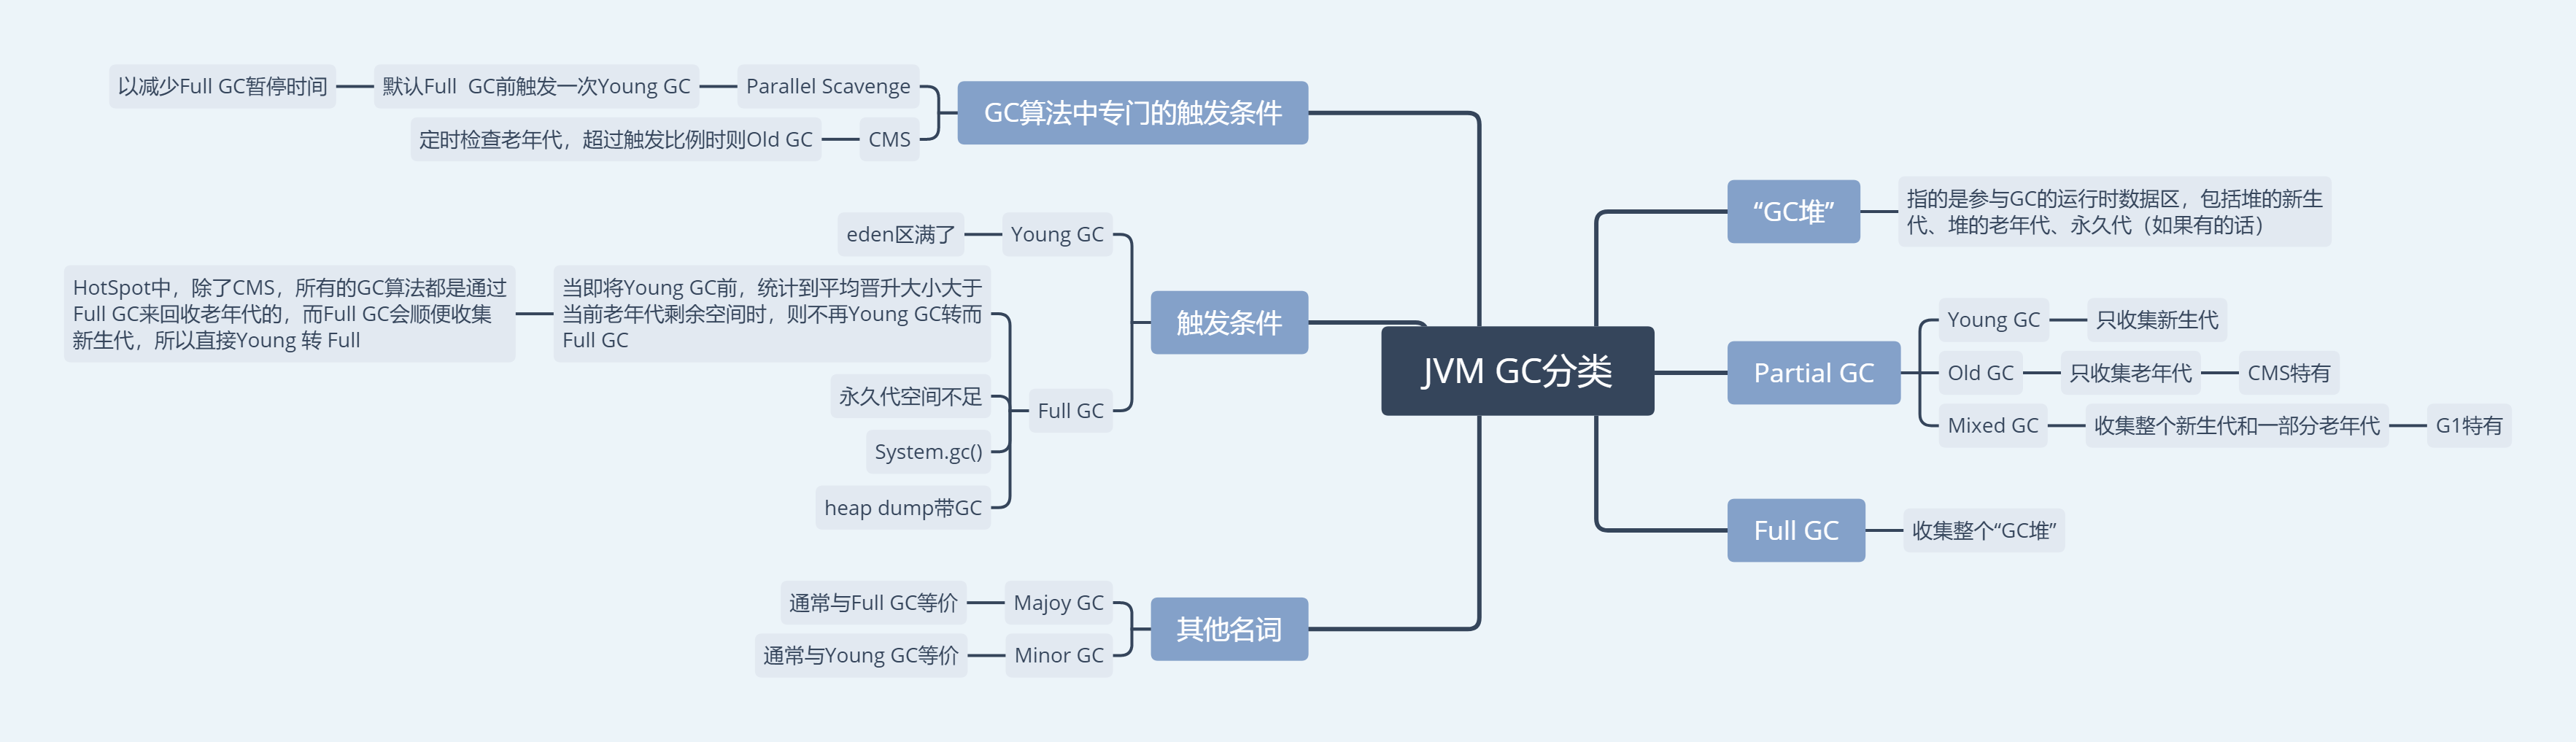 JVM GC分类
“GC堆”
指的是参与GC的运行时数据区，包括堆的新生
代、堆的老年代、永久代（如果有的话）
Partial GC
Young GC
只收集新生代
Old GC
只收集老年代
CMS特有
Mixed GC
收集整个新生代和一部分老年代
G1特有
Full GC
收集整个“GC堆”
GC算法中专门的触发条件
Parallel Scavenge
默认Full  GC前触发一次Young GC
以减少Full GC暂停时间
CMS
定时检查老年代，超过触发比例时则Old GC
触发条件
Young GC
eden区满了
Full GC
当即将Young GC前，统计到平均晋升大小大于
当前老年代剩余空间时，则不再Young GC转而
Full GC
HotSpot中，除了CMS，所有的GC算法都是通过
Full GC来回收老年代的，而Full GC会顺便收集
新生代，所以直接Young 转 Full
永久代空间不足
System.gc()
heap dump带GC
其他名词
Majoy GC
通常与Full GC等价
Minor GC
通常与Young GC等价